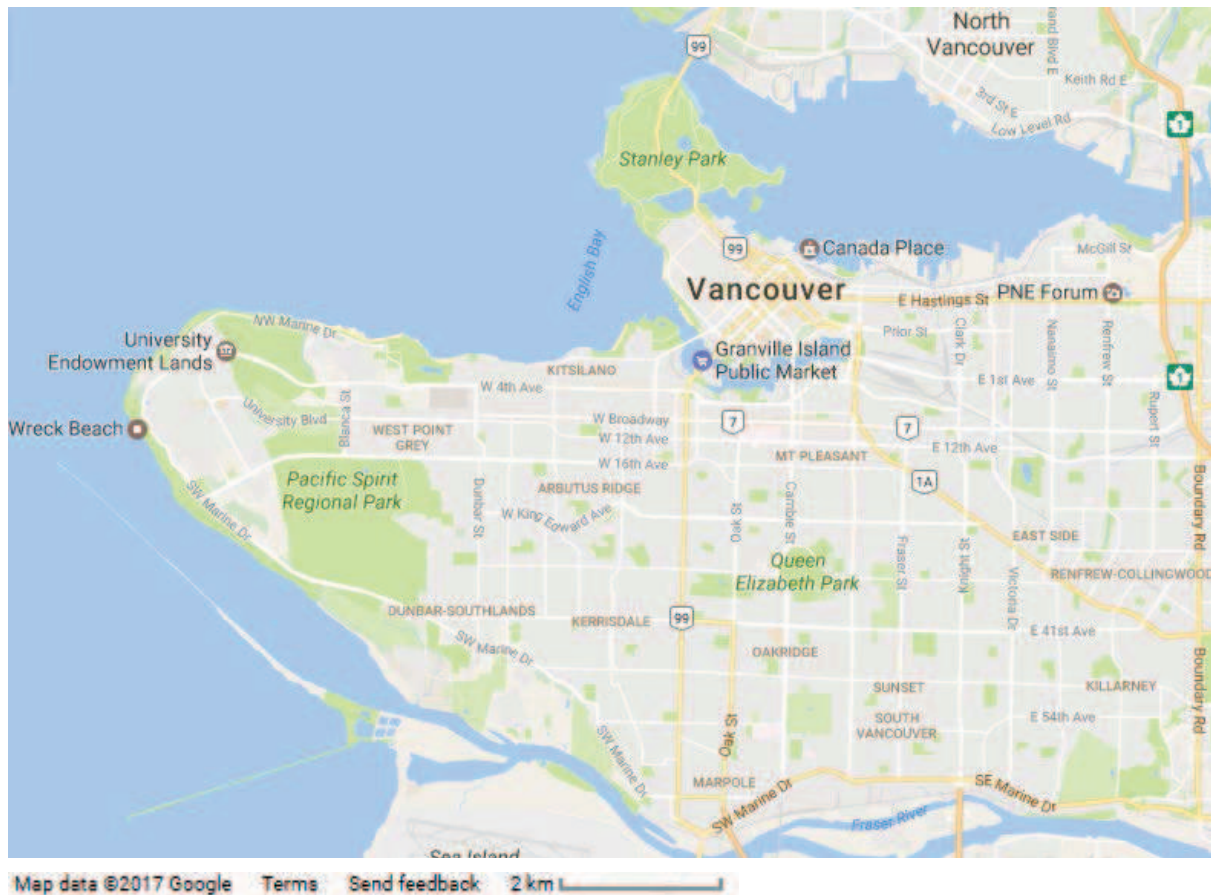 North
Vancouver
99
Grand Blvd E
Keith Rd E
3rd St E
Low Level Rd
1
Stanley Park
English Bay
99
Canada Place
McGill St
Vancouver
E Hastings St
PNE Forum
NW Marine Dr
University
Endowment Lands
Prior St
Clark Dr
Nanaimo St
Renfrew St
Granville Island
Public Market
KITSILANO
W 4th Ave
E 1st Ave
1
Rupert St
University Blvd
Blanca St
Wreck Beach
WEST POINT
GREY
W Broadway
W 12th Ave
7
7
E 12th Ave
MT PLEASANT
W 16th Ave
Pacific Spirit
Regional Park
ARBUTUS RIDGE
1A
Boundary Rd
SW Marine Dr
Dunbar St
W King Edward Ave
Oak St
Cambie St
EAST SIDE
Queen
Elizabeth Park
Fraser St
Knight St
Victoria Dr
RENFREW-COLLINGWOOD
DUNBAR-SOUTHLANDS
KERRISDALE
99
E 41st Ave
SW Marine Dr
OAKRIDGE
Boundary Rd
SUNSET
KILLARNEY
SOUTH
VANCOUVER
E 54th Ave
Oak St
SW Marine Dr
MARPOLE
SW Marine Dr
SE Marine Dr
Fraser River
Sea Island
Map data ©2017 Google Terms Send feedback 2 km